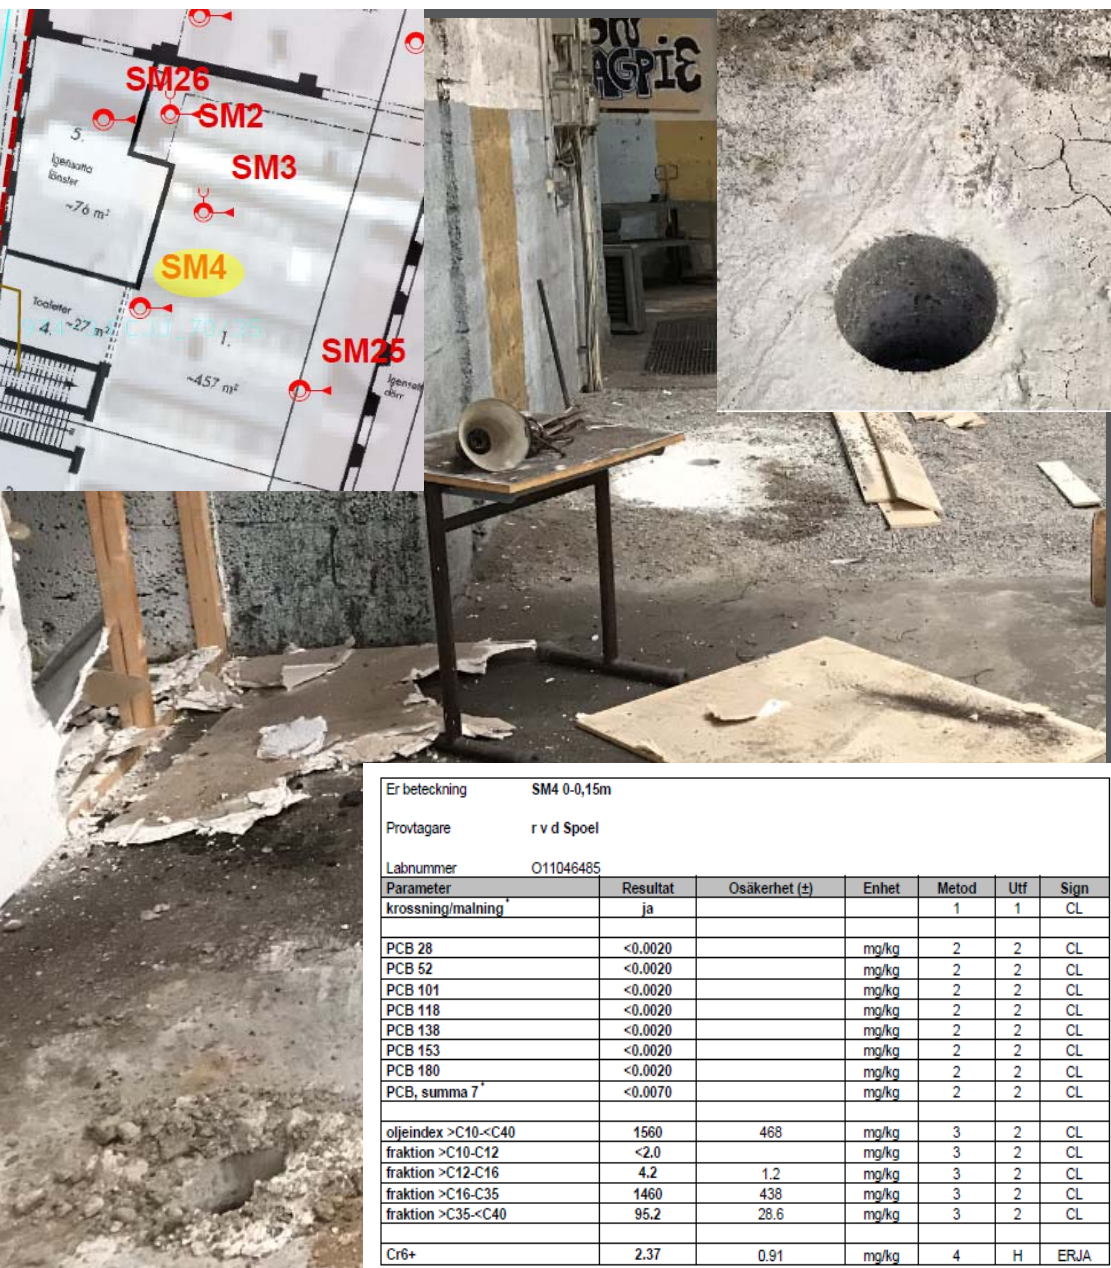 SM26
SM2
5.
Igensatta
fönster
~76 m²
SM3
SM4
Toaletter
4. ~27 m²
1.
~457 m²
SM25
Igensatt
dörr
AGPIE
Er beteckning SM4 0-0,15m
Provtagare r v d Spoel
Labnummer O11046485
Parameter Resultat Osäkerhet (±) Enhet Metod Utf Sign
krossning/malning* ja 1 1 CL
PCB 28 <0.0020 mg/kg 2 2 CL
PCB 52 <0.0020 mg/kg 2 2 CL
PCB 101 <0.0020 mg/kg 2 2 CL
PCB 118 <0.0020 mg/kg 2 2 CL
PCB 138 <0.0020 mg/kg 2 2 CL
PCB 153 <0.0020 mg/kg 2 2 CL
PCB 180 <0.0020 mg/kg 2 2 CL
PCB, summa 7* <0.0070 mg/kg 2 2 CL
oljeindex >C10-<C40 1560 468 mg/kg 3 2 CL
fraktion >C10-C12 <2.0 mg/kg 3 2 CL
fraktion >C12-C16 4.2 1.2 mg/kg 3 2 CL
fraktion >C16-C35 1460 438 mg/kg 3 2 CL
fraktion >C35-<C40 95.2 28.6 mg/kg 3 2 CL
Cr6+ 2.37 0.91 mg/kg 4 H ERJA